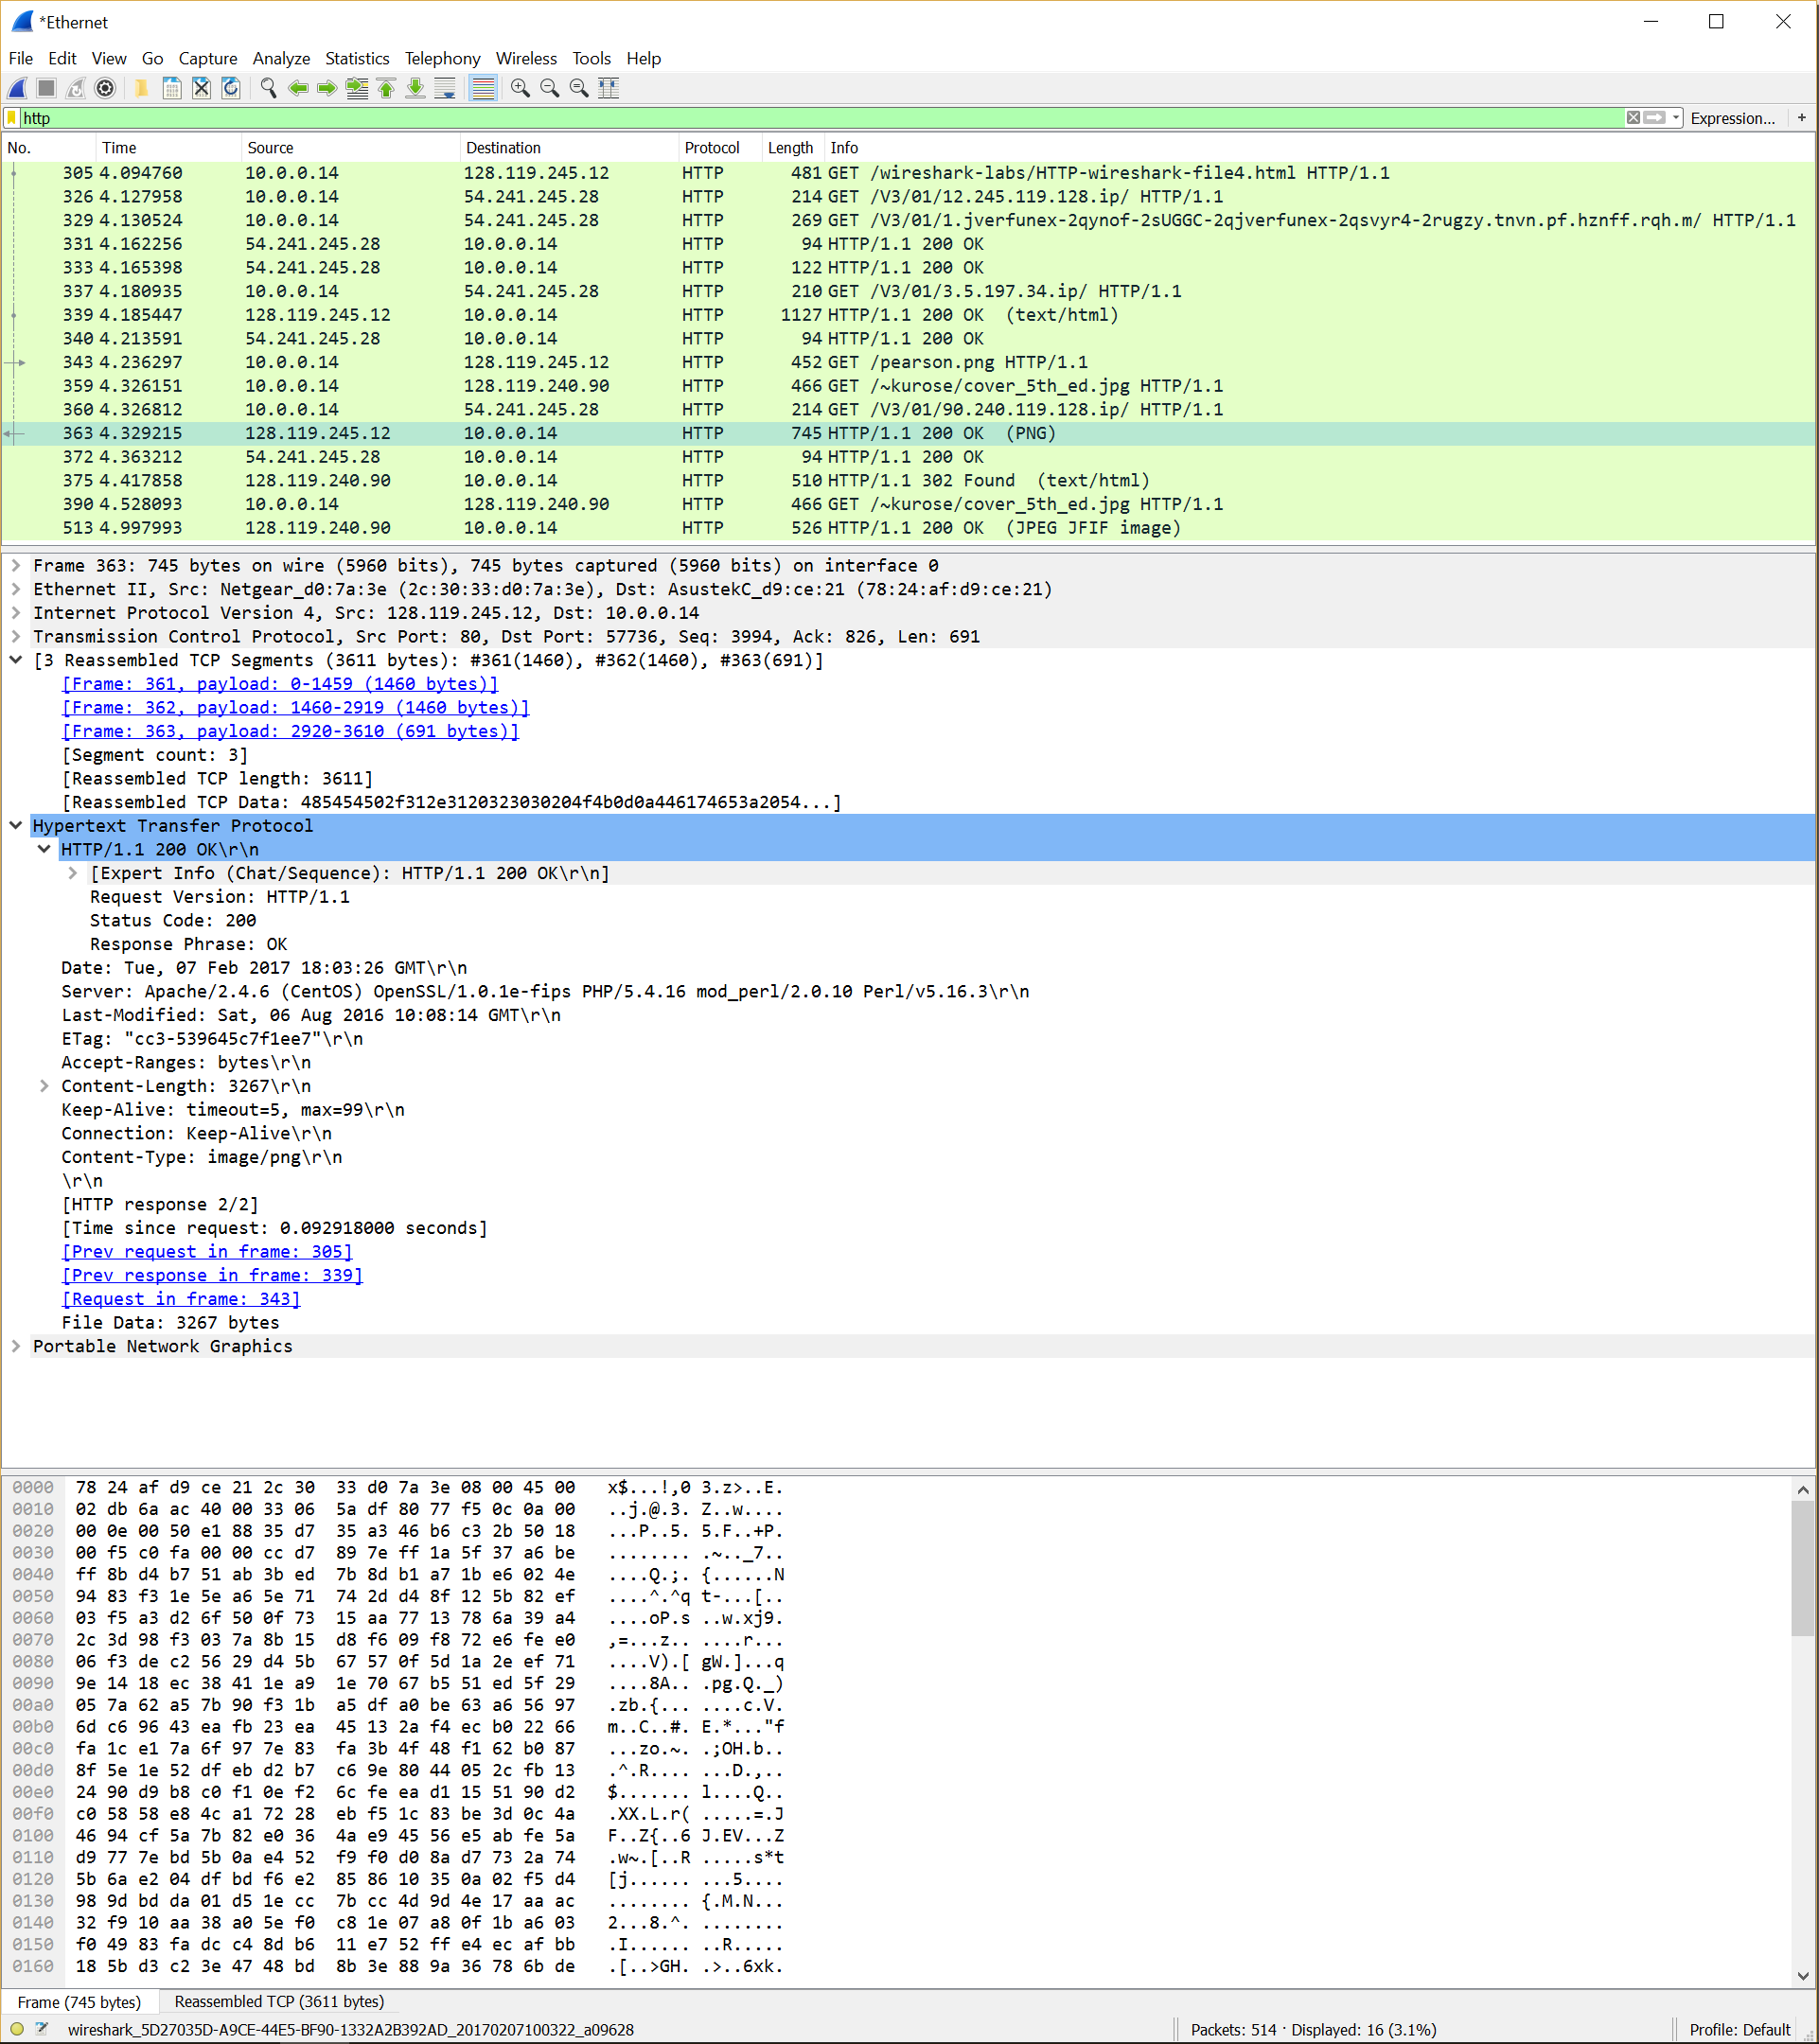 *Ethernet
File Edit View Go Capture Analyze Statistics Telephony Wireless Tools Help
http Expression... +
No. Time Source Destination Protocol Length Info
305 4.094760 10.0.0.14 128.119.245.12 HTTP 481 GET /wireshark-labs/HTTP-wireshark-file4.html HTTP/1.1
326 4.127958 10.0.0.14 54.241.245.28 HTTP 214 GET /V3/01/12.245.119.128.ip/ HTTP/1.1
329 4.130524 10.0.0.14 54.241.245.28 HTTP 269 GET /V3/01/1.jverfunex-2qynof-2sUGGC-2qjverfunex-2qsvyr4-2rugzy.tnvn.pf.hznff.rqh.m/ HTTP/1.1
331 4.162256 54.241.245.28 10.0.0.14 HTTP 94 HTTP/1.1 200 OK
333 4.165398 54.241.245.28 10.0.0.14 HTTP 122 HTTP/1.1 200 OK
337 4.180935 10.0.0.14 54.241.245.28 HTTP 210 GET /V3/01/3.5.197.34.ip/ HTTP/1.1
339 4.185447 128.119.245.12 10.0.0.14 HTTP 1127 HTTP/1.1 200 OK (text/html)
340 4.213591 54.241.245.28 10.0.0.14 HTTP 94 HTTP/1.1 200 OK
343 4.236297 10.0.0.14 128.119.245.12 HTTP 452 GET /pearson.png HTTP/1.1
359 4.326151 10.0.0.14 128.119.240.90 HTTP 466 GET /~kurose/cover_5th_ed.jpg HTTP/1.1
360 4.326812 10.0.0.14 54.241.245.28 HTTP 214 GET /V3/01/90.240.119.128.ip/ HTTP/1.1
363 4.329215 128.119.245.12 10.0.0.14 HTTP 745 HTTP/1.1 200 OK (PNG)
372 4.363212 54.241.245.28 10.0.0.14 HTTP 94 HTTP/1.1 200 OK
375 4.417858 128.119.240.90 10.0.0.14 HTTP 510 HTTP/1.1 302 Found (text/html)
390 4.528093 10.0.0.14 128.119.240.90 HTTP 466 GET /~kurose/cover_5th_ed.jpg HTTP/1.1
513 4.997993 128.119.240.90 10.0.0.14 HTTP 526 HTTP/1.1 200 OK (JPEG JFIF image)
Frame 363: 745 bytes on wire (5960 bits), 745 bytes captured (5960 bits) on interface 0
Ethernet II, Src: Netgear_d0:7a:3e (2c:30:33:d0:7a:3e), Dst: AsustekC_d9:ce:21 (78:24:af:d9:ce:21)
Internet Protocol Version 4, Src: 128.119.245.12, Dst: 10.0.0.14
Transmission Control Protocol, Src Port: 80, Dst Port: 57736, Seq: 3994, Ack: 826, Len: 691
[3 Reassembled TCP Segments (3611 bytes): #361(1460), #362(1460), #363(691)]
[Frame: 361, payload: 0-1459 (1460 bytes)]
[Frame: 362, payload: 1460-2919 (1460 bytes)]
[Frame: 363, payload: 2920-3610 (691 bytes)]
[Segment count: 3]
[Reassembled TCP length: 3611]
[Reassembled TCP Data: 485454502f312e3120323030204f4b0d0a446174653a2054...]
Hypertext Transfer Protocol
HTTP/1.1 200 OK\r\n
[Expert Info (Chat/Sequence): HTTP/1.1 200 OK\r\n]
Request Version: HTTP/1.1
Status Code: 200
Response Phrase: OK
Date: Tue, 07 Feb 2017 18:03:26 GMT\r\n
Server: Apache/2.4.6 (CentOS) OpenSSL/1.0.1e-fips PHP/5.4.16 mod_perl/2.0.10 Perl/v5.16.3\r\n
Last-Modified: Sat, 06 Aug 2016 10:08:14 GMT\r\n
ETag: "cc3-539645c7f1ee7"\r\n
Accept-Ranges: bytes\r\n
Content-Length: 3267\r\n
Keep-Alive: timeout=5, max=99\r\n
Connection: Keep-Alive\r\n
Content-Type: image/png\r\n
\r\n
[HTTP response 2/2]
[Time since request: 0.092918000 seconds]
[Prev request in frame: 305]
[Prev response in frame: 339]
[Request in frame: 343]
File Data: 3267 bytes
Portable Network Graphics
0000 78 24 af d9 ce 21 2c 30 33 d0 7a 3e 08 00 45 00 x$...!,0 3.z>..E.
0010 02 db 6a ac 40 00 33 06 5a df 80 77 f5 0c 0a 00 ..j.@.3. Z..w....
0020 00 0e 00 50 e1 88 35 d7 35 a3 46 b6 c3 2b 50 18 ...P..5. 5.F..+P.
0030 00 f5 c0 fa 00 00 cc d7 89 7e ff 1a 5f 37 a6 be ........ .~.._7..
0040 ff 8b d4 b7 51 ab 3b ed 7b 8d b1 a7 1b e6 02 4e ....Q.;. {......N
0050 94 83 f3 1e 5e a6 5e 71 74 2d d4 8f 12 5b 82 ef ....^.^q t-...[..
0060 03 f5 a3 d2 6f 50 0f 73 15 aa 77 13 78 6a 39 a4 ....oP.s ..w.xj9.
0070 2c 3d 98 f3 03 7a 8b 15 d8 f6 09 f8 72 e6 fe e0 ,=...z.. ....r...
0080 06 f3 de c2 56 29 d4 5b 67 57 0f 5d 1a 2e ef 71 ....V).[ gW.]...q
0090 9e 14 18 ec 38 41 1e a9 1e 70 67 b5 51 ed 5f 29 ....8A.. .pg.Q._)
00a0 05 7a 62 a5 7b 90 f3 1b a5 df a0 be 63 a6 56 97 .zb.{... ....c.V.
00b0 6d c6 96 43 ea fb 23 ea 45 13 2a f4 ec b0 22 66 m..C..#. E.*..."f
00c0 fa 1c e1 7a 6f 97 7e 83 fa 3b 4f 48 f1 62 b0 87 ...zo.~. .;OH.b..
00d0 8f 5e 1e 52 df eb d2 b7 c6 9e 80 44 05 2c fb 13 .^.R.... ...D.,..
00e0 24 90 d9 b8 c0 f1 0e f2 6c fe ea d1 15 51 90 d2 $....... l....Q..
00f0 c0 58 58 e8 4c a1 72 28 eb f5 1c 83 be 3d 0c 4a .XX.L.r( .....=.J
0100 46 94 cf 5a 7b 82 e0 36 4a e9 45 56 e5 ab fe 5a F..Z{..6 J.EV...Z
0110 d9 77 7e bd 5b 0a e4 52 f9 f0 d0 8a d7 73 2a 74 .w~.[..R .....s*t
0120 5b 6a e2 04 df bd f6 e2 85 86 10 35 0a 02 f5 d4 [j...... ...5....
0130 98 9d bd da 01 d5 1e cc 7b cc 4d 9d 4e 17 aa ac ........ {.M.N...
0140 32 f9 10 aa 38 a0 5e f0 c8 1e 07 a8 0f 1b a6 03 2...8.^. ........
0150 f0 49 83 fa dc c4 8d b6 11 e7 52 ff e4 ec af bb .I...... ..R.....
0160 18 5b d3 c2 3e 47 48 bd 8b 3e 88 9a 36 78 6b de .[..>GH. .>..6xk.
Frame (745 bytes) Reassembled TCP (3611 bytes)
wireshark_5D27035D-A9CE-44E5-BF90-1332A2B392AD_20170207100322_a09628 Packets: 514 · Displayed: 16 (3.1%) Profile: Default